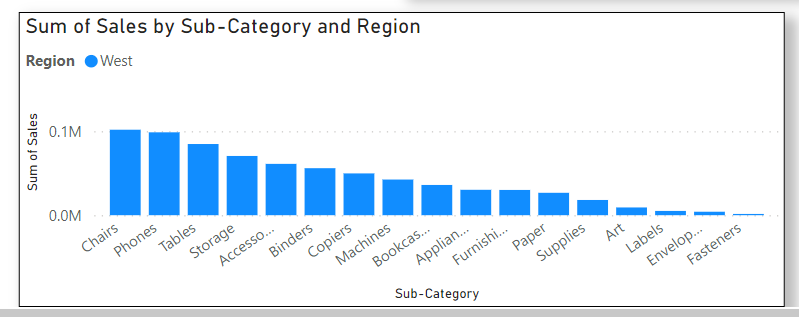 Sum of Sales by Sub-Category and Region
Region West
Sum of Sales
0.1M
0.0M
Chairs
Phones
Tables
Storage
Accesso...
Binders
Copiers
Machines
Bookcas...
Applian...
Furnishi...
Paper
Supplies
Art
Labels
Envelop...
Fasteners
Sub-Category